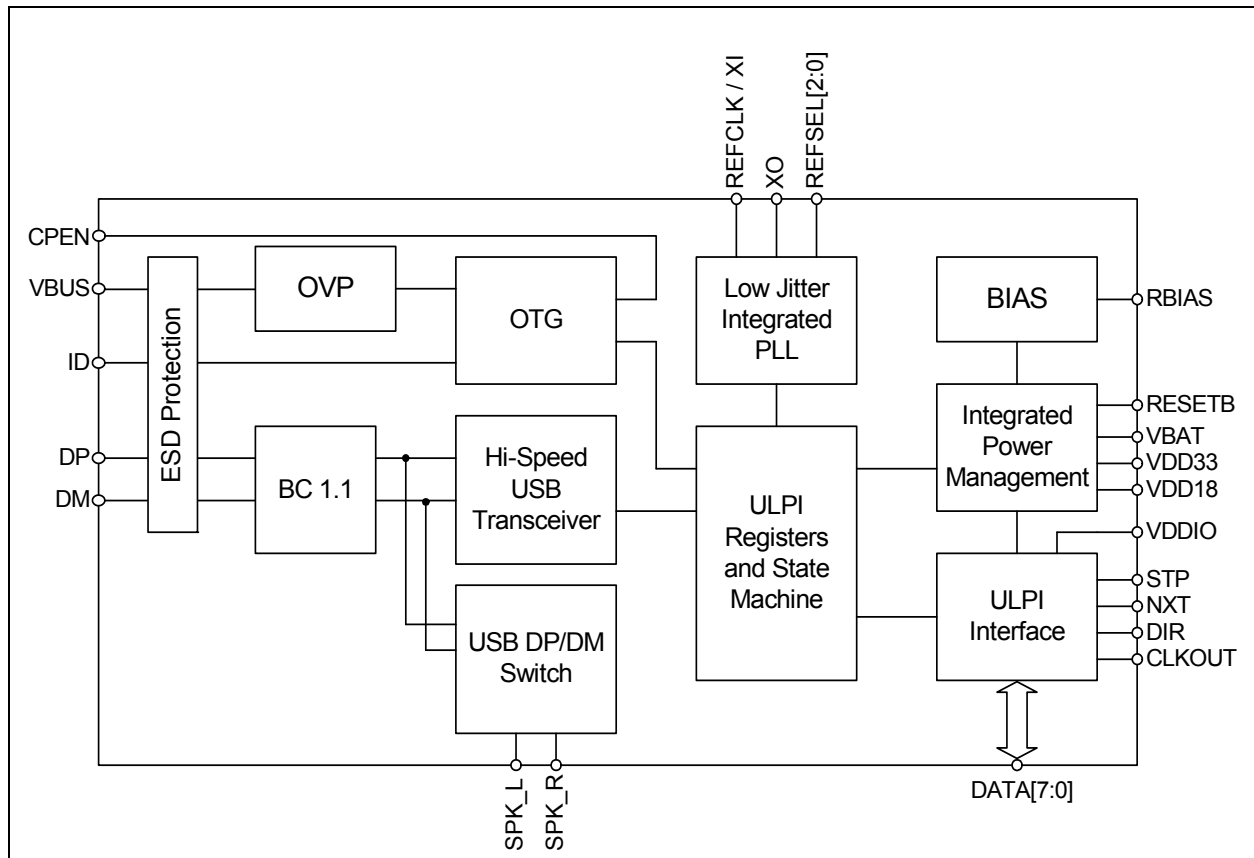 REFCLK / XI
XO
REFSEL[2:0]
CPEN
VBUS
ID
DP
DM
ESD Protection
OVP
OTG
BC 1.1
Hi-Speed
USB
Transceiver
USB DP/DM
Switch
SPK_L
SPK_R
Low Jitter
Integrated
PLL
ULPI
Registers
and State
Machine
BIAS
Integrated
Power
Management
ULPI
Interface
RBIAS
RESETB
VBAT
VDD33
VDD18
VDDIO
STP
NXT
DIR
CLKOUT
DATA[7:0]